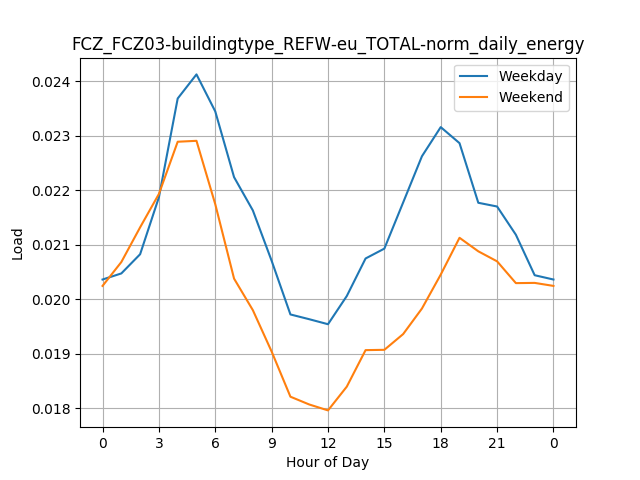 FCZ_FCZ03-buildingtype_REFW-eu_TOTAL-norm_daily_energy
Weekday
Weekend
0.024
0.023
0.022
0.021
0.020
0.019
0.018
Load
0 3 6 9 12 15 18 21 0
Hour of Day